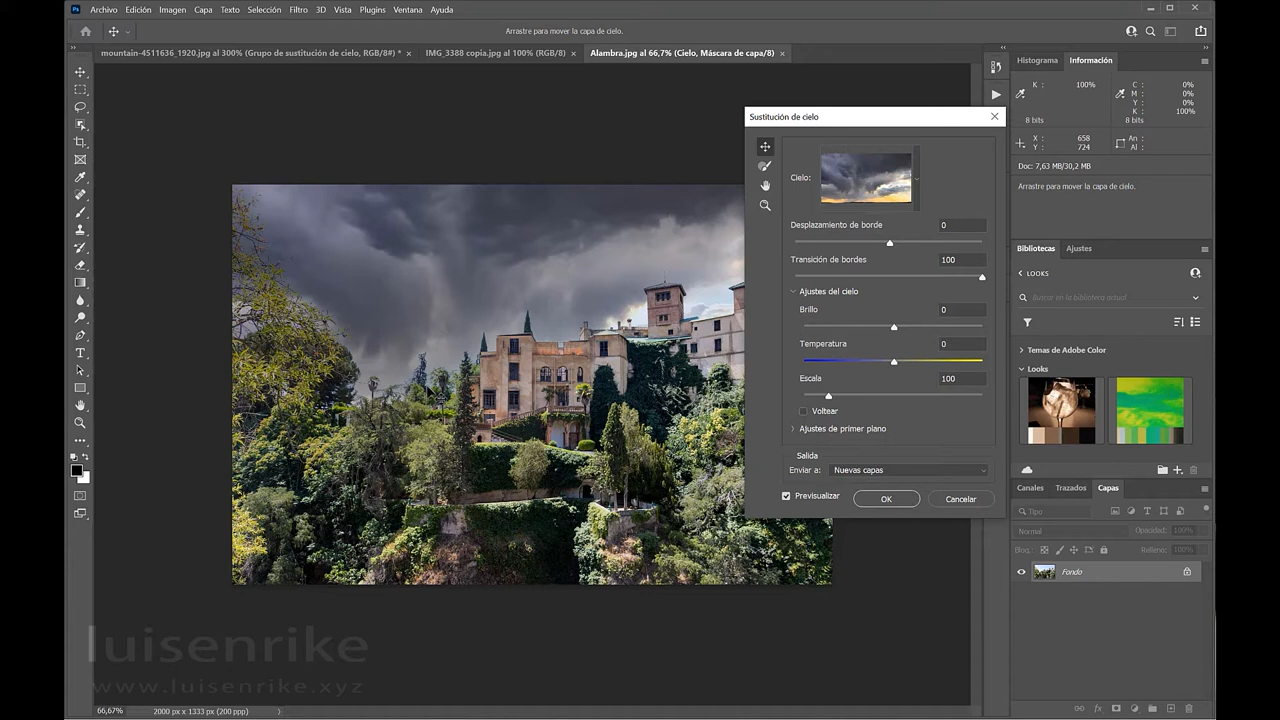 Ps Archivo Edición Imagen Capa Texto Selección Filtro 3D Vista Plugins Ventana Ayuda
Arrastre para mover la capa de cielo.
mountain-4511636_1920.jpg al 300% (Grupo de sustitución de cielo, RGB/8#) * × IMG_3388 copia.jpg al 100% (RGB/8) × Alambra.jpg al 66,7% (Cielo, Máscara de capa/8) ×
Histograma Información
K: 100%
C: 0%
M: 0%
Y: 0%
K: 100%
8 bits 8 bits
X: 658
Y: 724
An:
Al:
Doc: 7,63 MB/30,2 MB
Arrastre para mover la capa de cielo.
Sustitución de cielo
Cielo:
Desplazamiento de borde 0
Transición de bordes 100
Ajustes del cielo
Brillo 0
Temperatura 0
Escala 100
Voltear
Ajustes de primer plano
Salida
Enviar a: Nuevas capas
Previsualizar OK Cancelar
Bibliotecas Ajustes
LOOKS
Buscar en la biblioteca actual
Temas de Adobe Color
Looks
Canales Trazados Capas
Tipo
Normal Opacidad: 100%
Bloq.: Relleno: 100%
Fondo
luisenrike
www.luisenrike.xyz
66,67% 2000 px x 1333 px (200 ppp)